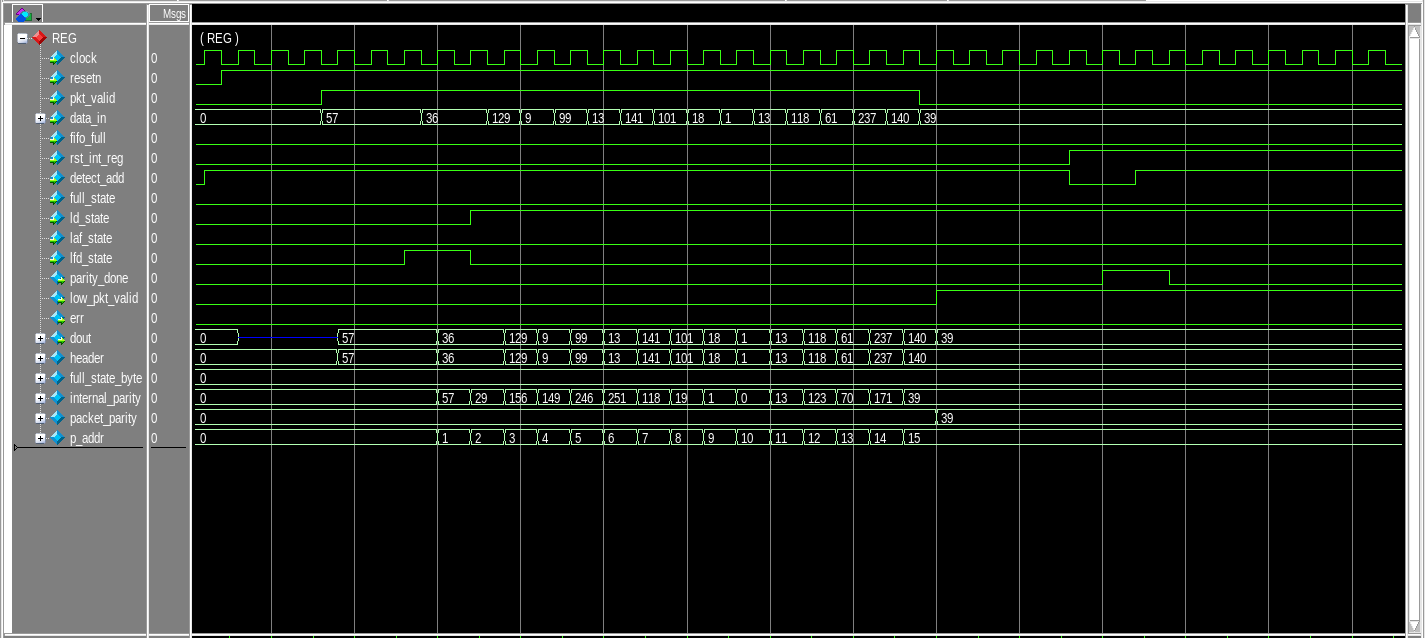 Msgs
REG ( REG )
clock 0
resetn 0
pkt_valid 0
data_in 0 0 57 36 129 9 99 13 141 101 18 1 13 118 61 237 140 39
fifo_full 0
rst_int_reg 0
detect_add 0
full_state 0
ld_state 0
laf_state 0
lfd_state 0
parity_done 0
low_pkt_valid 0
err 0
dout 0 0 57 36 129 9 99 13 141 101 18 1 13 118 61 237 140 39
header 0 0 57 36 129 9 99 13 141 101 18 1 13 118 61 237 140
full_state_byte 0 0
internal_parity 0 0 57 29 156 149 246 251 118 19 1 0 13 123 70 171 39
packet_parity 0 0 39
p_addr 0 0 1 2 3 4 5 6 7 8 9 10 11 12 13 14 15